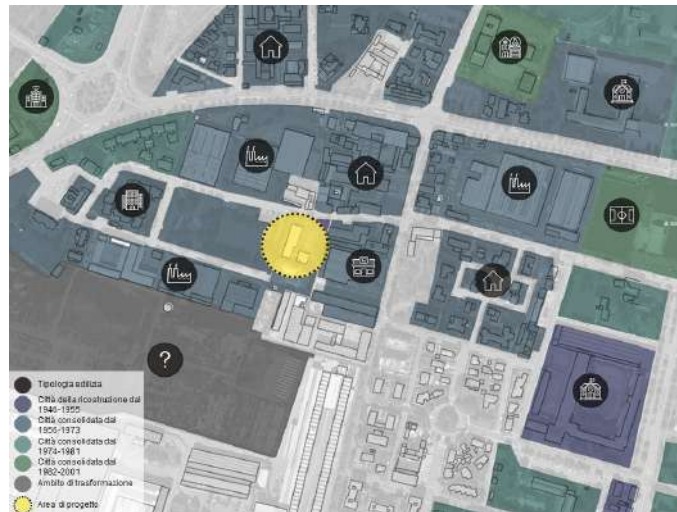 ?
Tipologia edilizia
Città della ricostruzione dal
1946-1955
Città consolidata dal
1956-1973
Città consolidata dal
1974-1981
Città consolidata dal
1982-2001
Ambito di trasformazione
Area di progetto